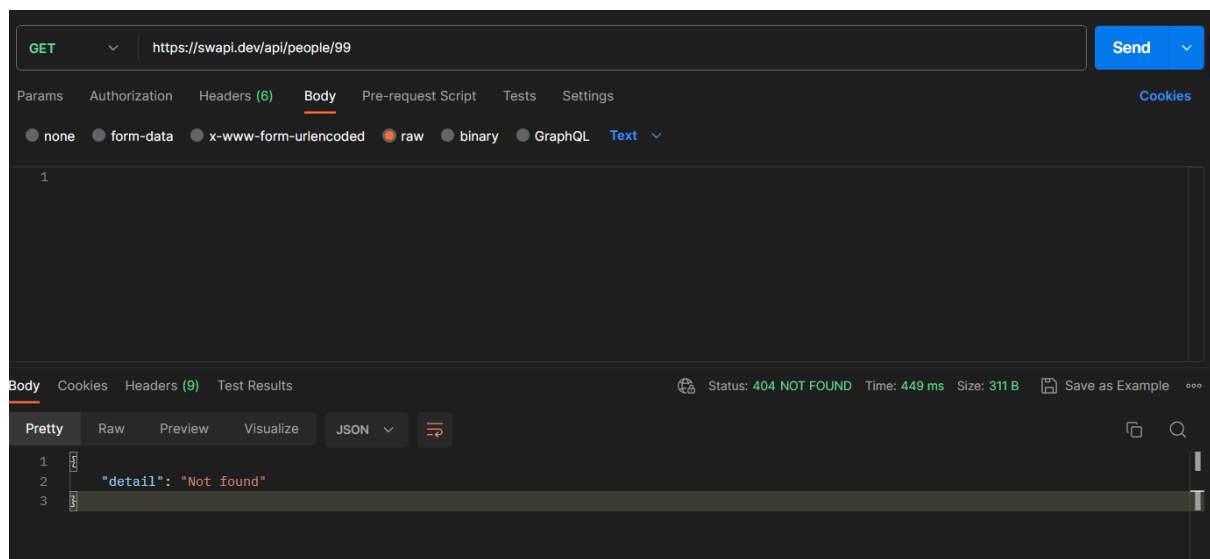 GET https://swapi.dev/api/people/99 Send
Params Authorization Headers (6) Body Pre-request Script Tests Settings Cookies
none form-data x-www-form-urlencoded raw binary GraphQL Text
1
Body Cookies Headers (9) Test Results Status: 404 NOT FOUND Time: 449 ms Size: 311 B Save as Example
Pretty Raw Preview Visualize JSON
1 {
2 "detail": "Not found"
3 }